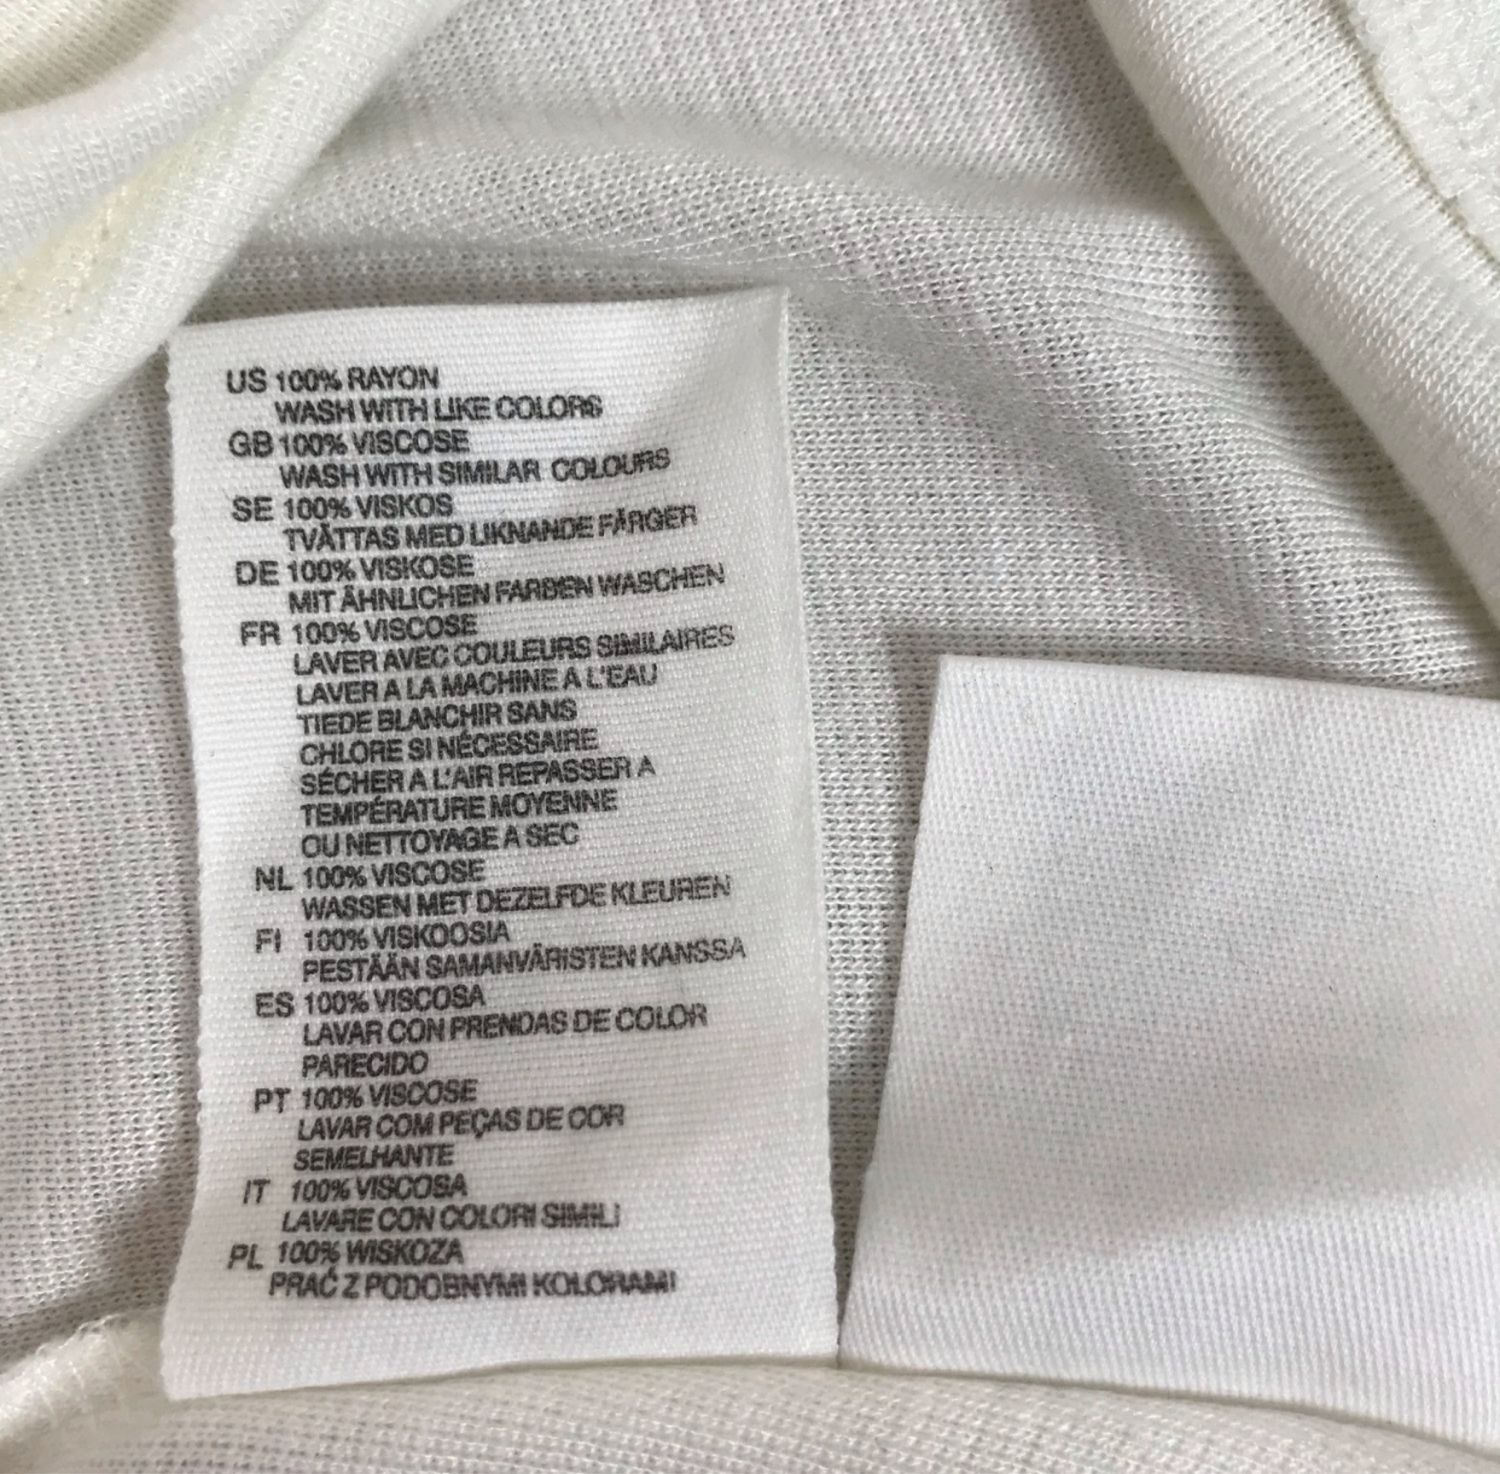 US 100% RAYON
WASH WITH LIKE COLORS
GB 100% VISCOSE
WASH WITH SIMILAR COLOURS
SE 100% VISKOS
TVÄTTAS MED LIKNANDE FÄRGER
DE 100% VISKOSE
MIT ÄHNLICHEN FARBEN WASCHEN
FR 100% VISCOSE
LAVER AVEC COULEURS SIMILAIRES
LAVER A LA MACHINE A L'EAU
TIEDE BLANCHIR SANS
CHLORE SI NÉCESSAIRE
SÉCHER A L'AIR REPASSER A
TEMPÉRATURE MOYENNE
OU NETTOYAGE A SEC
NL 100% VISCOSE
WASSEN MET DEZELFDE KLEUREN
FI 100% VISKOOSIA
PESTÄÄN SAMANVÄRISTEN KANSSA
ES 100% VISCOSA
LAVAR CON PRENDAS DE COLOR
PARECIDO
PT 100% VISCOSE
LAVAR COM PEÇAS DE COR
SEMELHANTE
IT 100% VISCOSA
LAVARE CON COLORI SIMILI
PL 100% WISKOZA
PRAĆ Z PODOBNYMI KOLORAMI